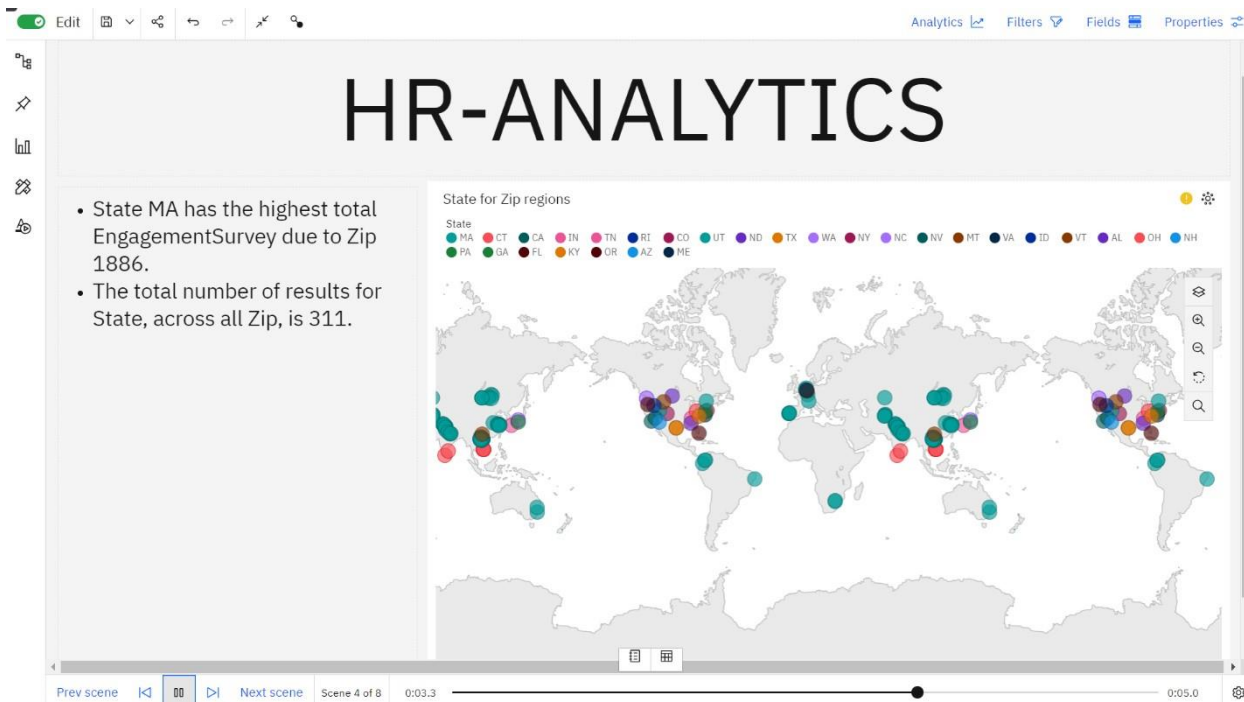 Edit
Analytics Filters Fields Properties
HR-ANALYTICS
• State MA has the highest total
EngagementSurvey due to Zip
1886.
• The total number of results for
State, across all Zip, is 311.
State for Zip regions
State
MA CT CA IN TN RI CO UT ND TX WA NY NC NV MT VA ID VT AL OH NH
PA GA FL KY OR AZ ME
Prev scene Next scene Scene 4 of 8 0:03.3 0:05.0